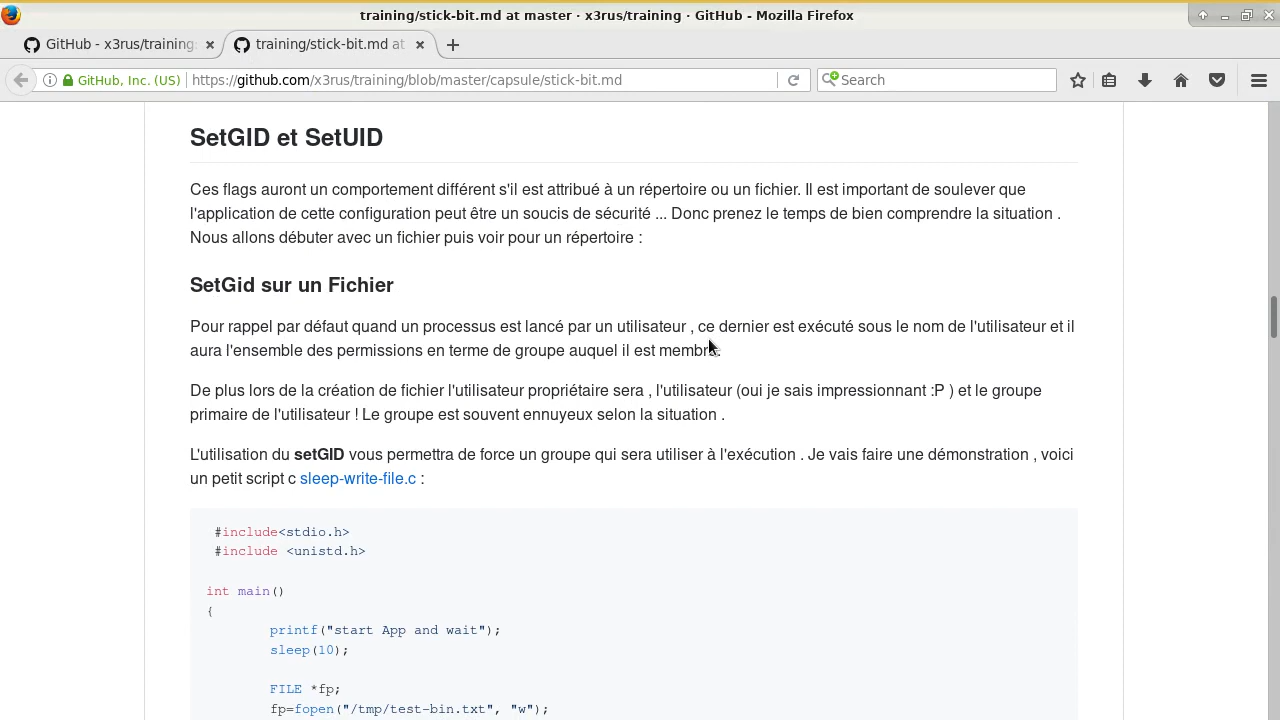 training/stick-bit.md at master · x3rus/training · GitHub - Mozilla Firefox
GitHub - x3rus/training:
training/stick-bit.md at
GitHub, Inc. (US)
https://github.com/x3rus/training/blob/master/capsule/stick-bit.md
Search
SetGID et SetUID
Ces flags auront un comportement différent s'il est attribué à un répertoire ou un fichier. Il est important de soulever que
l'application de cette configuration peut être un soucis de sécurité ... Donc prenez le temps de bien comprendre la situation .
Nous allons débuter avec un fichier puis voir pour un répertoire :
SetGid sur un Fichier
Pour rappel par défaut quand un processus est lancé par un utilisateur , ce dernier est exécuté sous le nom de l'utilisateur et il
aura l'ensemble des permissions en terme de groupe auquel il est membre.
De plus lors de la création de fichier l'utilisateur propriétaire sera , l'utilisateur (oui je sais impressionnant :P ) et le groupe
primaire de l'utilisateur ! Le groupe est souvent ennuyeux selon la situation .
L'utilisation du setGID vous permettra de force un groupe qui sera utiliser à l'exécution . Je vais faire une démonstration , voici
un petit script c sleep-write-file.c :
#include<stdio.h>
#include <unistd.h>
int main()
{
printf("start App and wait");
sleep(10);
FILE *fp;
fp=fopen("/tmp/test-bin.txt", "w");